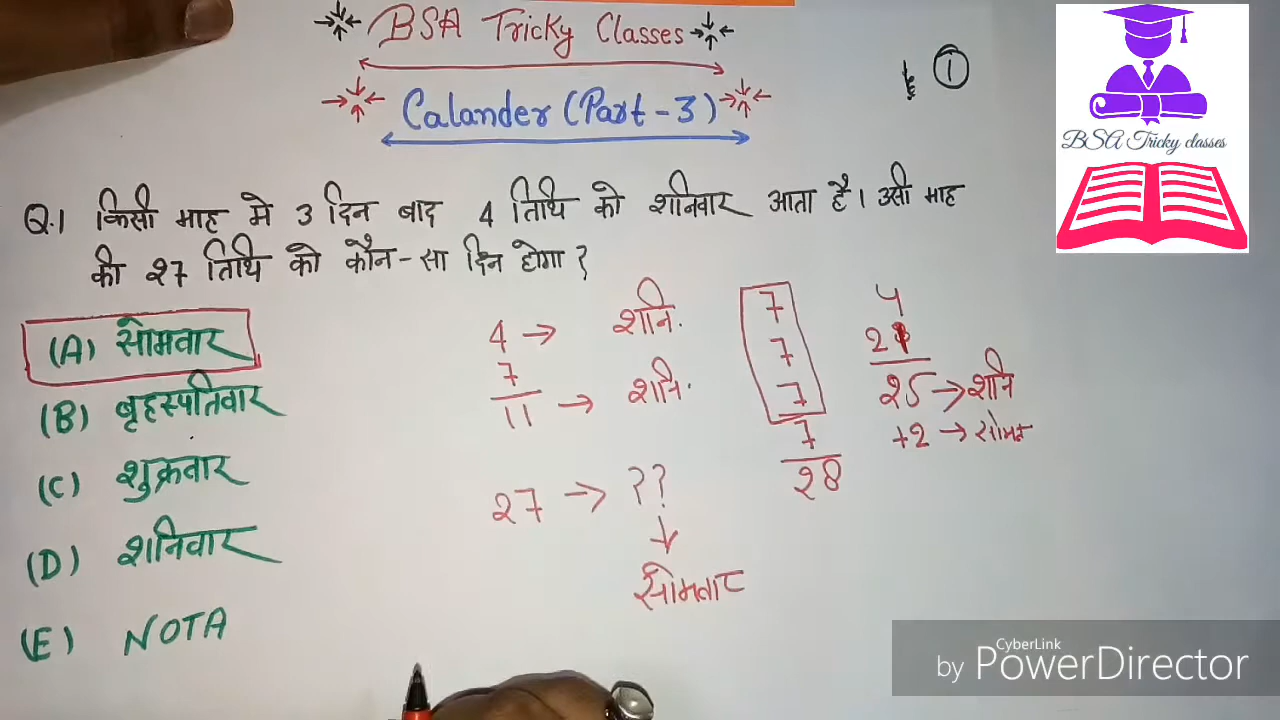 BSA Tricky Classes
Calander (Part-3)
1
BSA Tricky classes
Q.1 किसी माह मे 3 दिन बाद 4 तिथि को शनिवार आता है। उसी माह
की 27 तिथि को कौन-सा दिन होगा ?
(A) सोमवार
(B) बृहस्पतिवार
(C) शुक्रवार
(D) शनिवार
(E) NOTA
4 → शनि.
7
11 → शनि.
27 → ??
सोमवार
7
7
7
7
28
4
21
25 → शनि
+2 → सोम
CyberLink
by PowerDirector